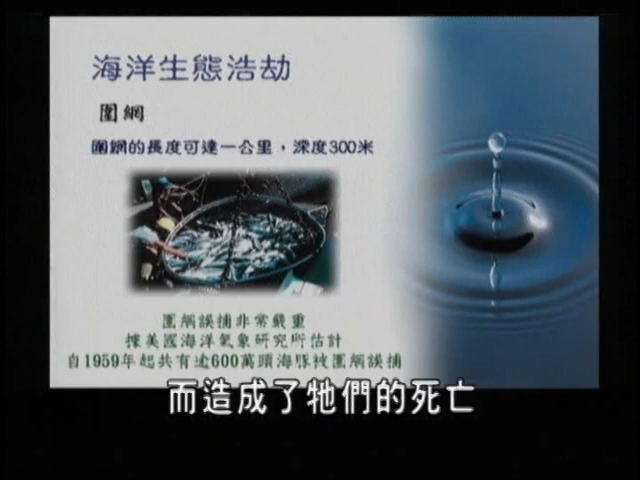 海洋生態浩劫
圍網
圍網的長度可達一公里，深度300米
圍網誤捕非常嚴重
據美國海洋氣象研究所估計
自1959年起共有逾600萬頭海豚被圍網誤捕
而造成了牠們的死亡